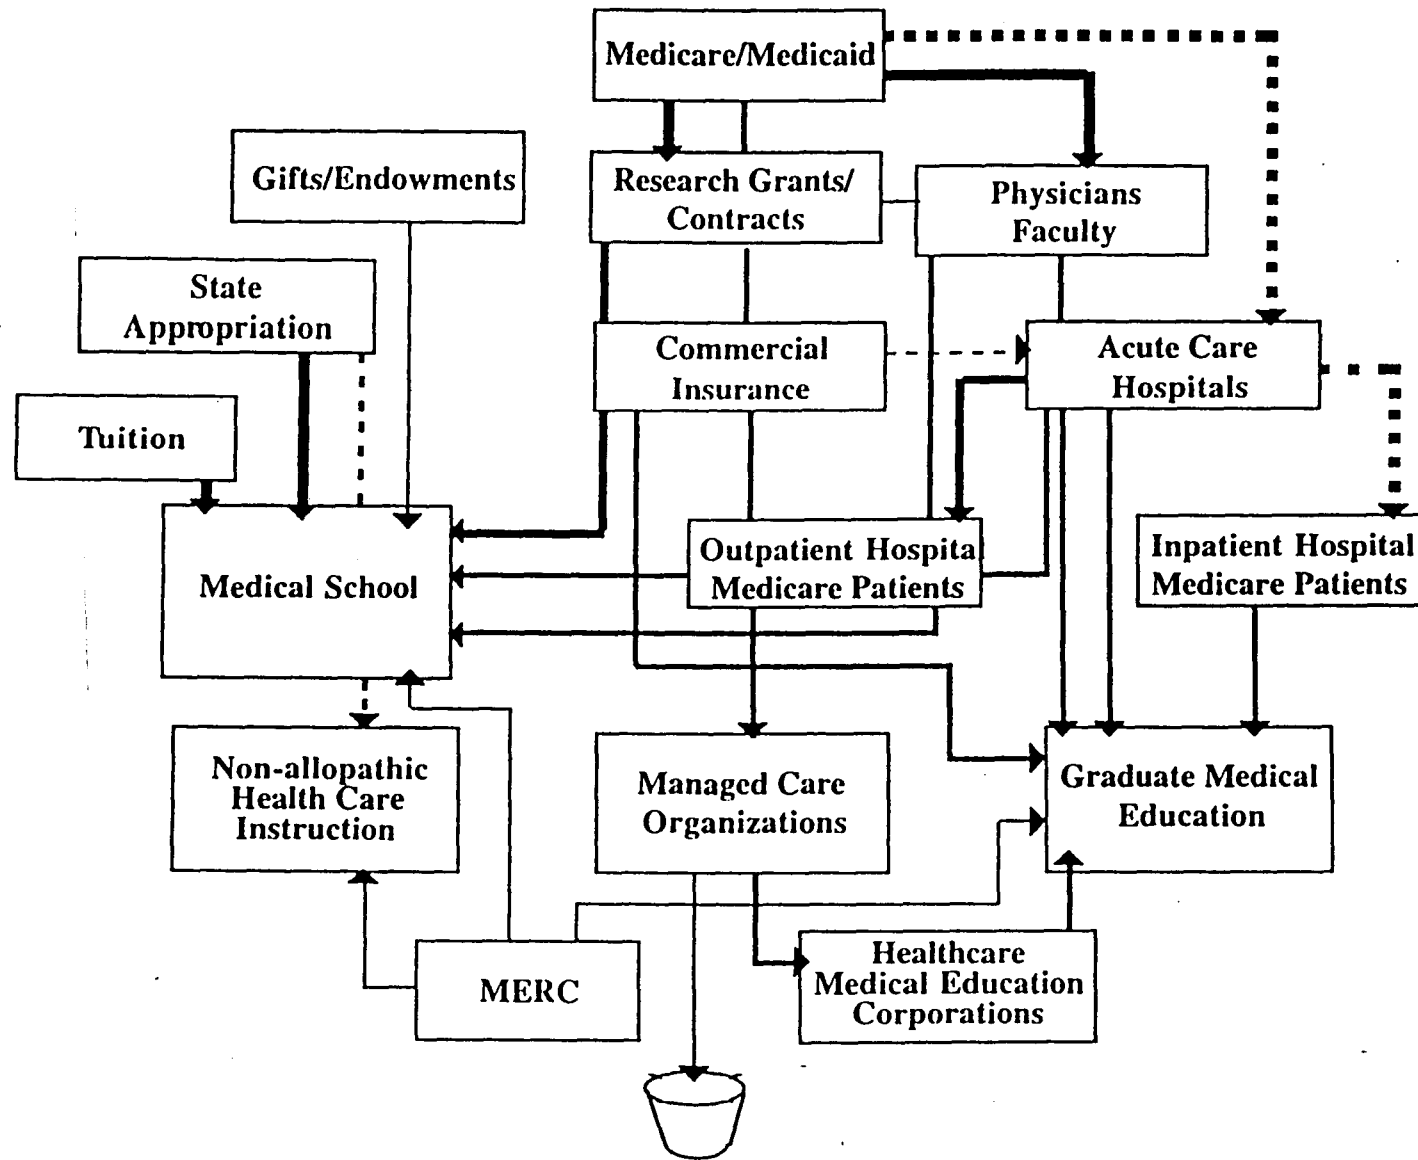 Medicare/Medicaid
Gifts/Endowments
Research Grants/
Contracts
Physicians
Faculty
State
Appropriation
Commercial
Insurance
Acute Care
Hospitals
Tuition
Medical School
Outpatient Hospita
Medicare Patients
Inpatient Hospital
Medicare Patients
Non-allopathic
Health Care
Instruction
Managed Care
Organizations
Graduate Medical
Education
MERC
Healthcare
Medical Education
Corporations